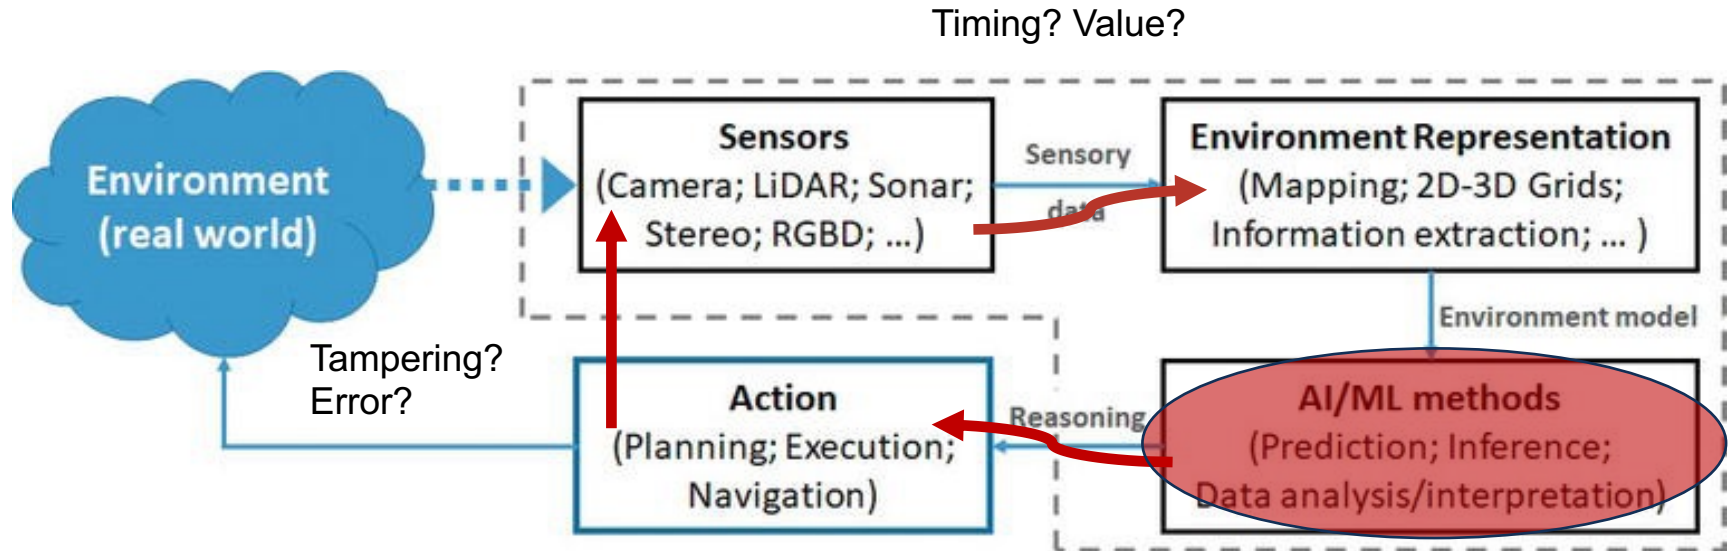 Timing? Value?
Environment
(real world)
Sensors
(Camera; LiDAR; Sonar;
Stereo; RGBD; ...)
Sensory
data
Environment Representation
(Mapping; 2D-3D Grids;
Information extraction; ... )
Environment model
Tampering?
Error?
Action
(Planning; Execution;
Navigation)
Reasoning
AI/ML methods
(Prediction; Inference;
Data analysis/interpretation)